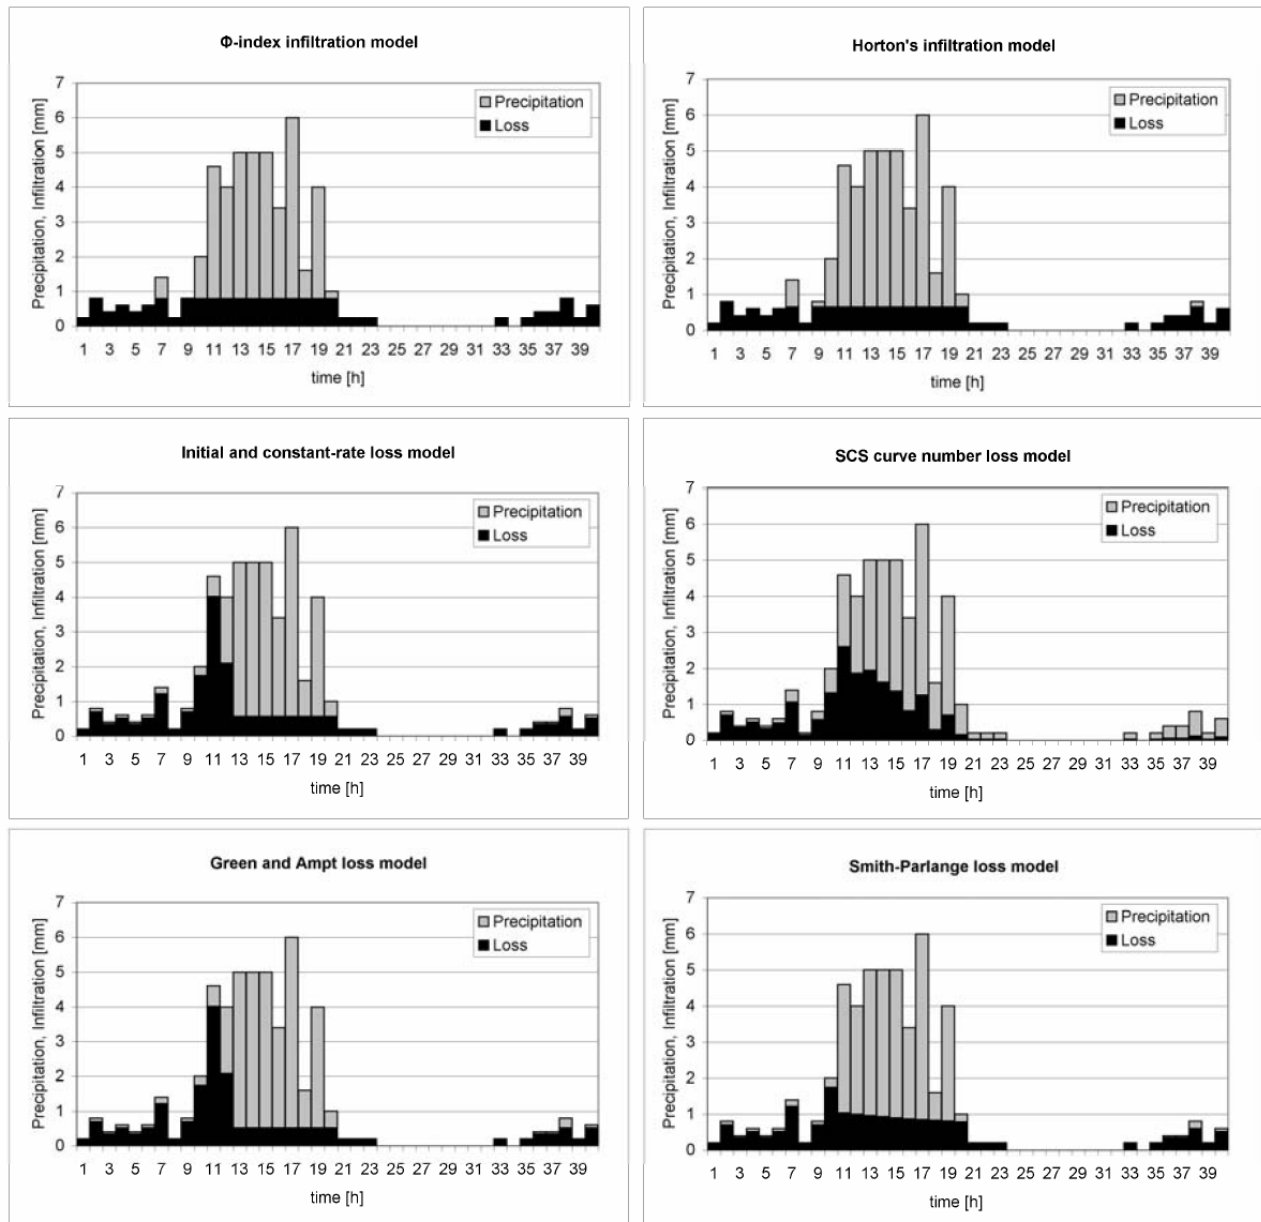 Φ-index infiltration model
Precipitation, Infiltration [mm]
7
6
5
4
3
2
1
0
Precipitation
Loss
1 3 5 7 9 11 13 15 17 19 21 23 25 27 29 31 33 35 37 39
time [h]
Horton's infiltration model
Precipitation, Infiltration [mm]
7
6
5
4
3
2
1
0
Precipitation
Loss
1 3 5 7 9 11 13 15 17 19 21 23 25 27 29 31 33 35 37 39
time [h]
Initial and constant-rate loss model
Precipitation, Infiltration [mm]
7
6
5
4
3
2
1
0
Precipitation
Loss
1 3 5 7 9 11 13 15 17 19 21 23 25 27 29 31 33 35 37 39
time [h]
SCS curve number loss model
Precipitation, Infiltration [mm]
7
6
5
4
3
2
1
0
Precipitation
Loss
1 3 5 7 9 11 13 15 17 19 21 23 25 27 29 31 33 35 37 39
time [h]
Green and Ampt loss model
Precipitation, Infiltration [mm]
7
6
5
4
3
2
1
0
Precipitation
Loss
1 3 5 7 9 11 13 15 17 19 21 23 25 27 29 31 33 35 37 39
time [h]
Smith-Parlange loss model
Precipitation, Infiltration [mm]
7
6
5
4
3
2
1
0
Precipitation
Loss
1 3 5 7 9 11 13 15 17 19 21 23 25 27 29 31 33 35 37 39
time [h]